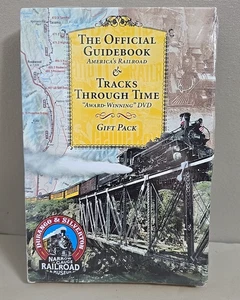 THE OFFICIAL
GUIDEBOOK
AMERICA'S RAILROAD
&
TRACKS
THROUGH TIME
"AWARD-WINNING" DVD
GIFT PACK
DURANGO & SILVERTON
NARROW
GAUGE
RAILROAD